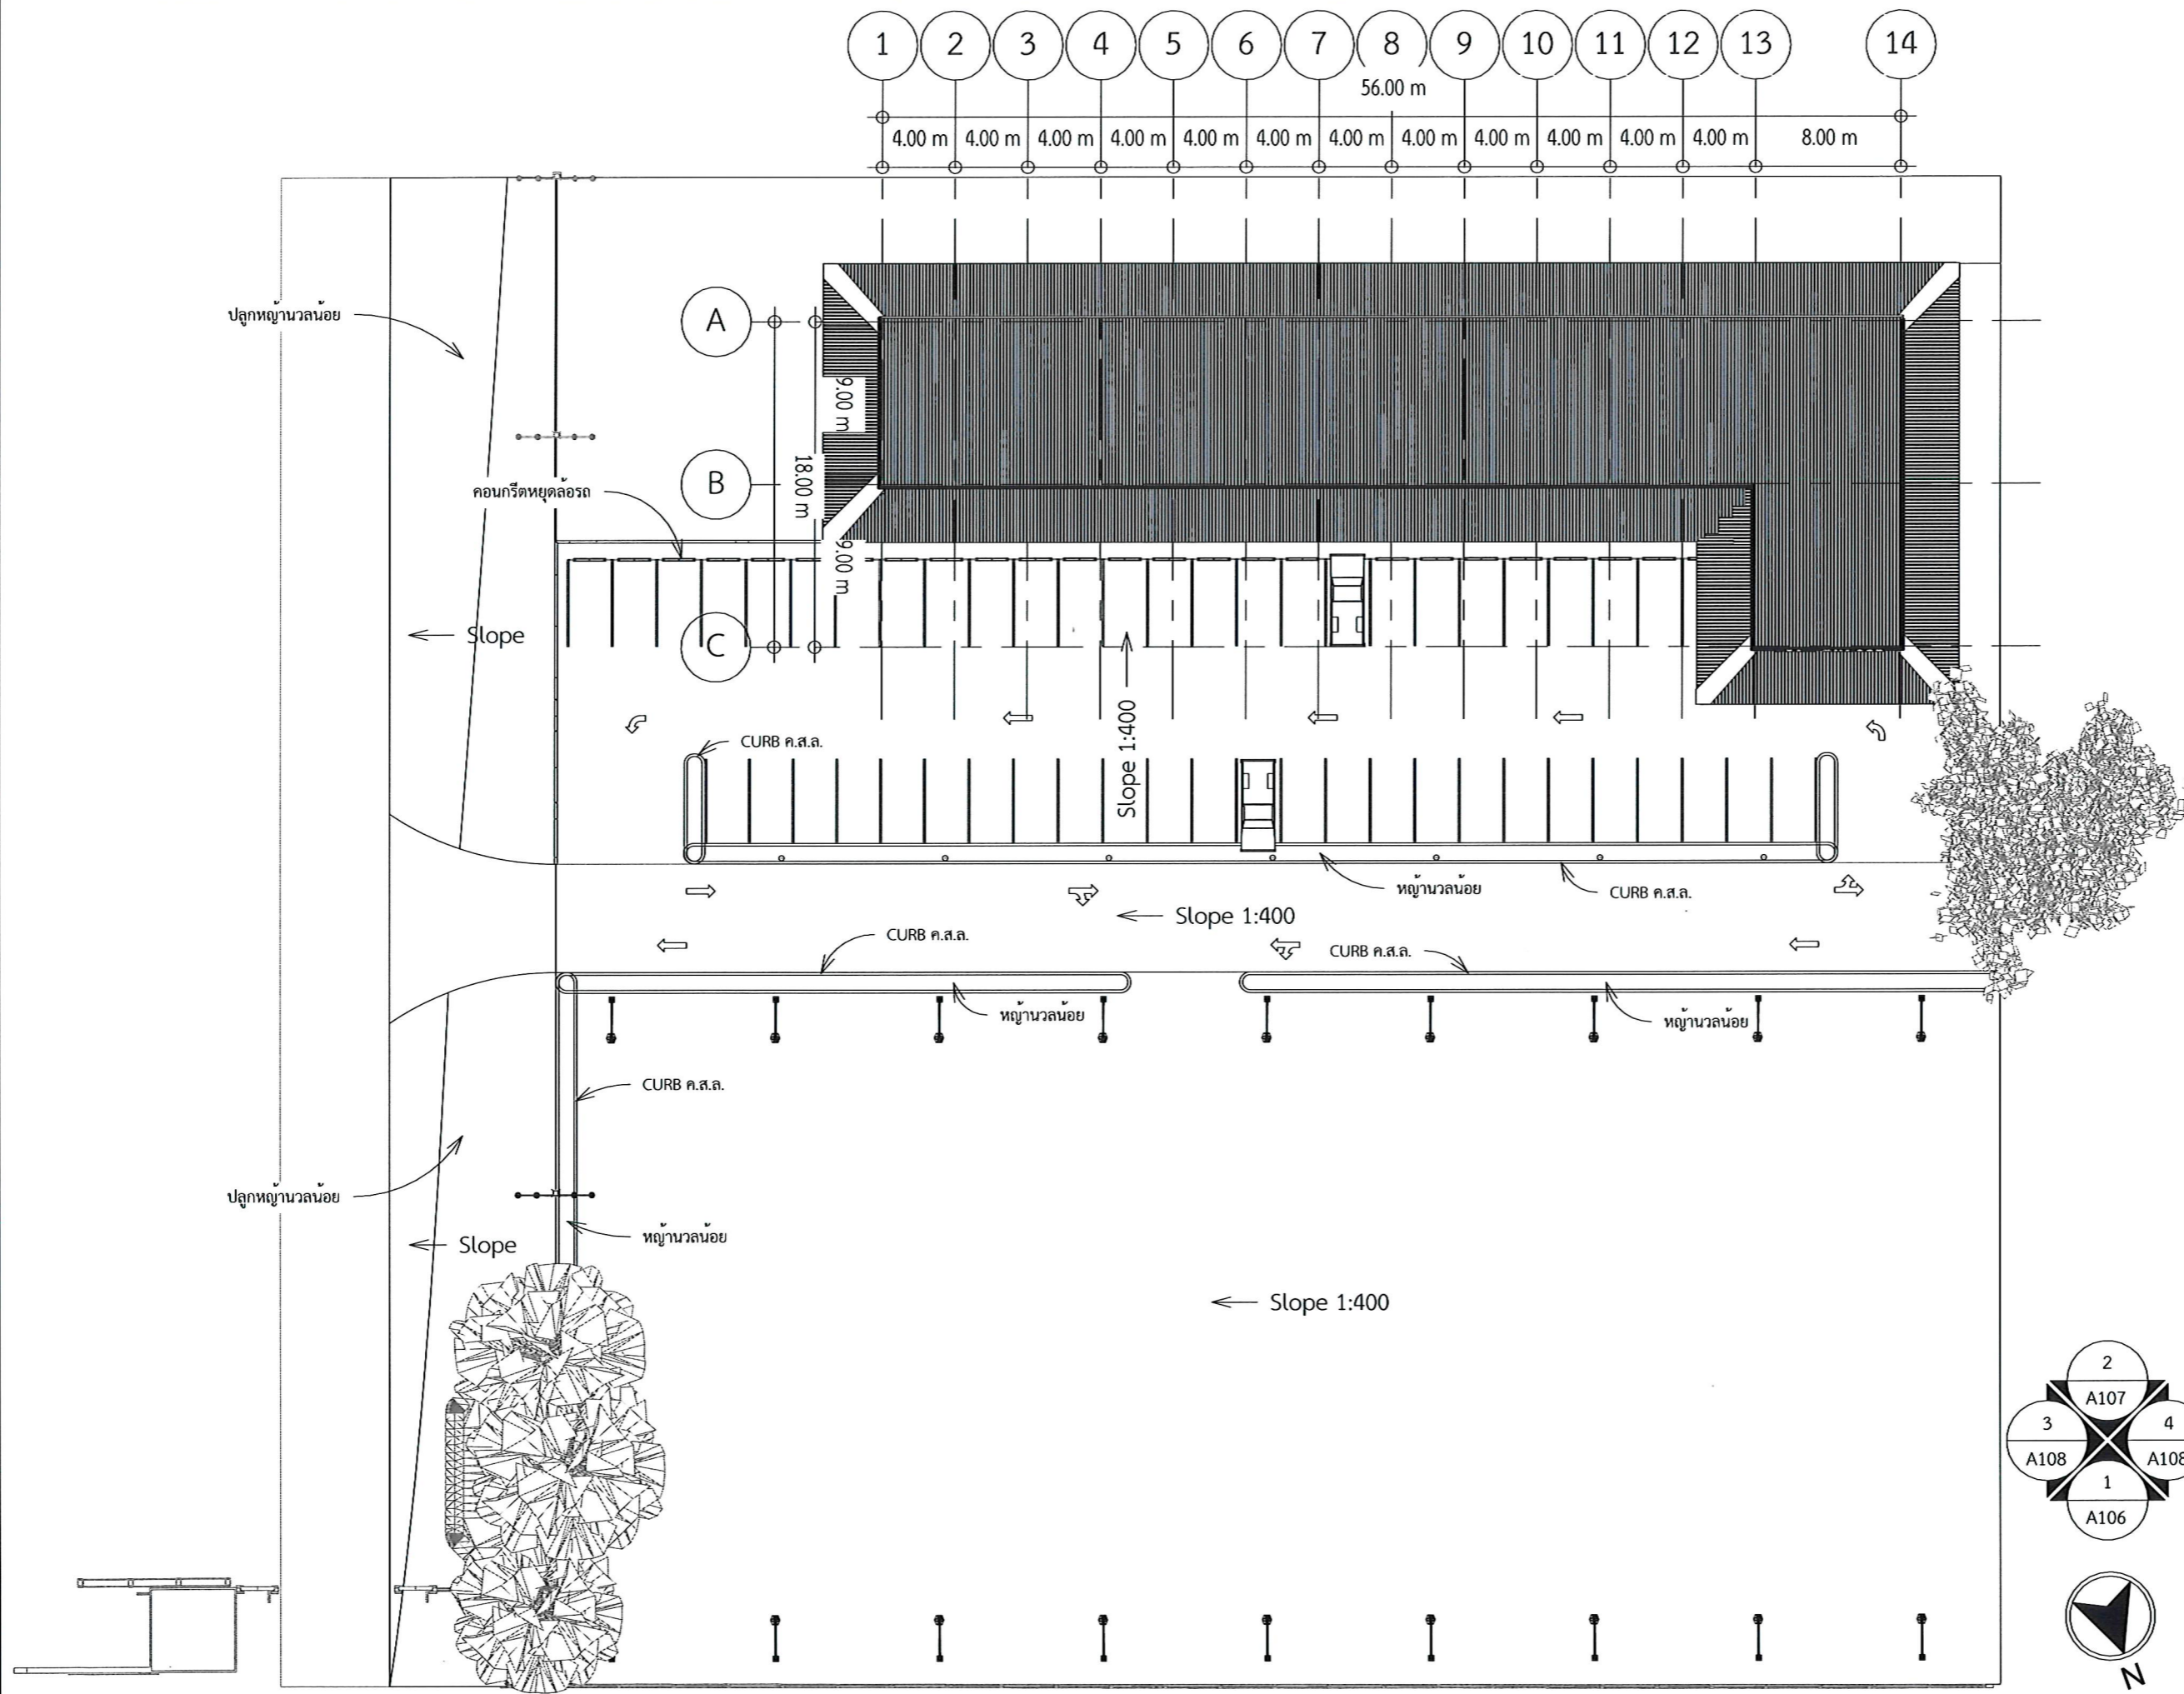 1 2 3 4 5 6 7 8 9 10 11 12 13 14
56.00 m
4.00 m 4.00 m 4.00 m 4.00 m 4.00 m 4.00 m 4.00 m 4.00 m 4.00 m 4.00 m 4.00 m 4.00 m 8.00 m
ปลูกหญ้านวลน้อย
A
9.00 m
B
18.00 m
คอนกรีตหยุดล้อรถ
9.00 m
Slope
C
Slope 1:400
CURB ค.ส.ล.
หญ้านวลน้อย
CURB ค.ส.ล.
Slope 1:400
CURB ค.ส.ล.
CURB ค.ส.ล.
หญ้านวลน้อย
หญ้านวลน้อย
CURB ค.ส.ล.
ปลูกหญ้านวลน้อย
หญ้านวลน้อย
Slope
Slope 1:400
2
A107
3
A108
4
A108
1
A106
N